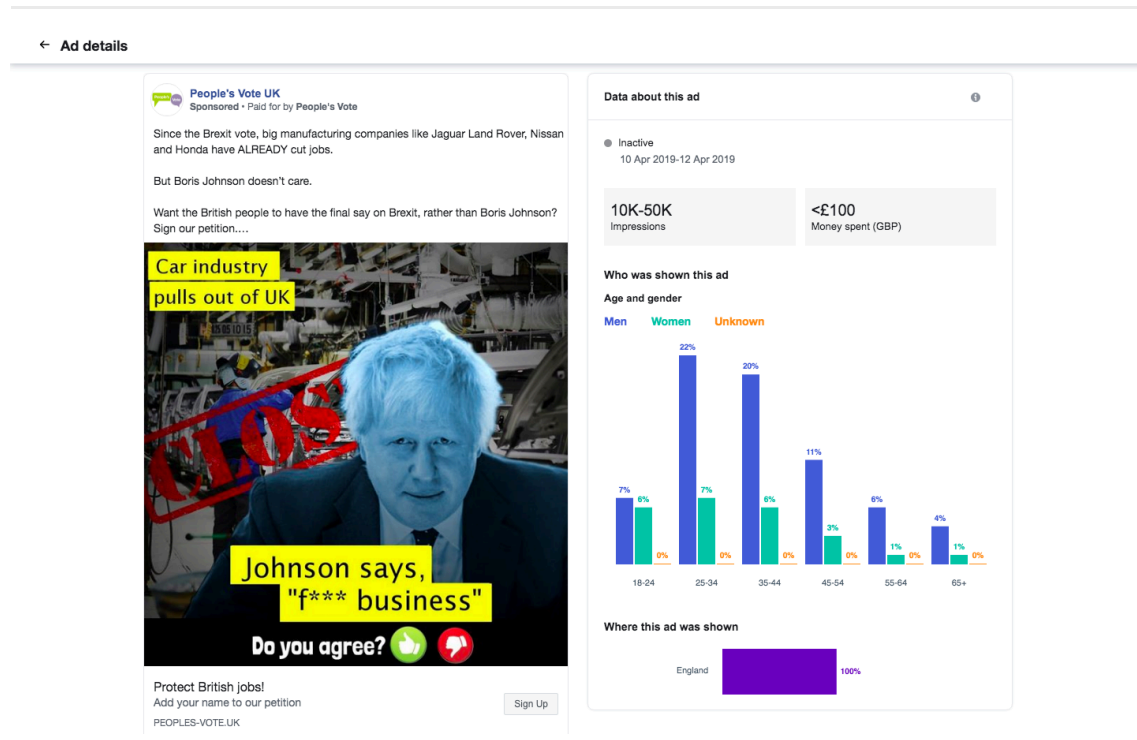 ← Ad details
People's Vote UK
Sponsored • Paid for by People's Vote
Since the Brexit vote, big manufacturing companies like Jaguar Land Rover, Nissan
and Honda have ALREADY cut jobs.
But Boris Johnson doesn't care.
Want the British people to have the final say on Brexit, rather than Boris Johnson?
Sign our petition....
Car industry
pulls out of UK
CLOS
Johnson says,
"f*** business"
Do you agree?
Protect British jobs!
Add your name to our petition
PEOPLES-VOTE.UK
Sign Up
Data about this ad
Inactive
10 Apr 2019-12 Apr 2019
10K-50K
Impressions
<£100
Money spent (GBP)
Who was shown this ad
Age and gender
Men Women Unknown
7% 6% 0%
22% 7% 0%
20% 6% 0%
11% 3% 0%
6% 1% 0%
4% 1% 0%
18-24 25-34 35-44 45-54 55-64 65+
Where this ad was shown
England 100%